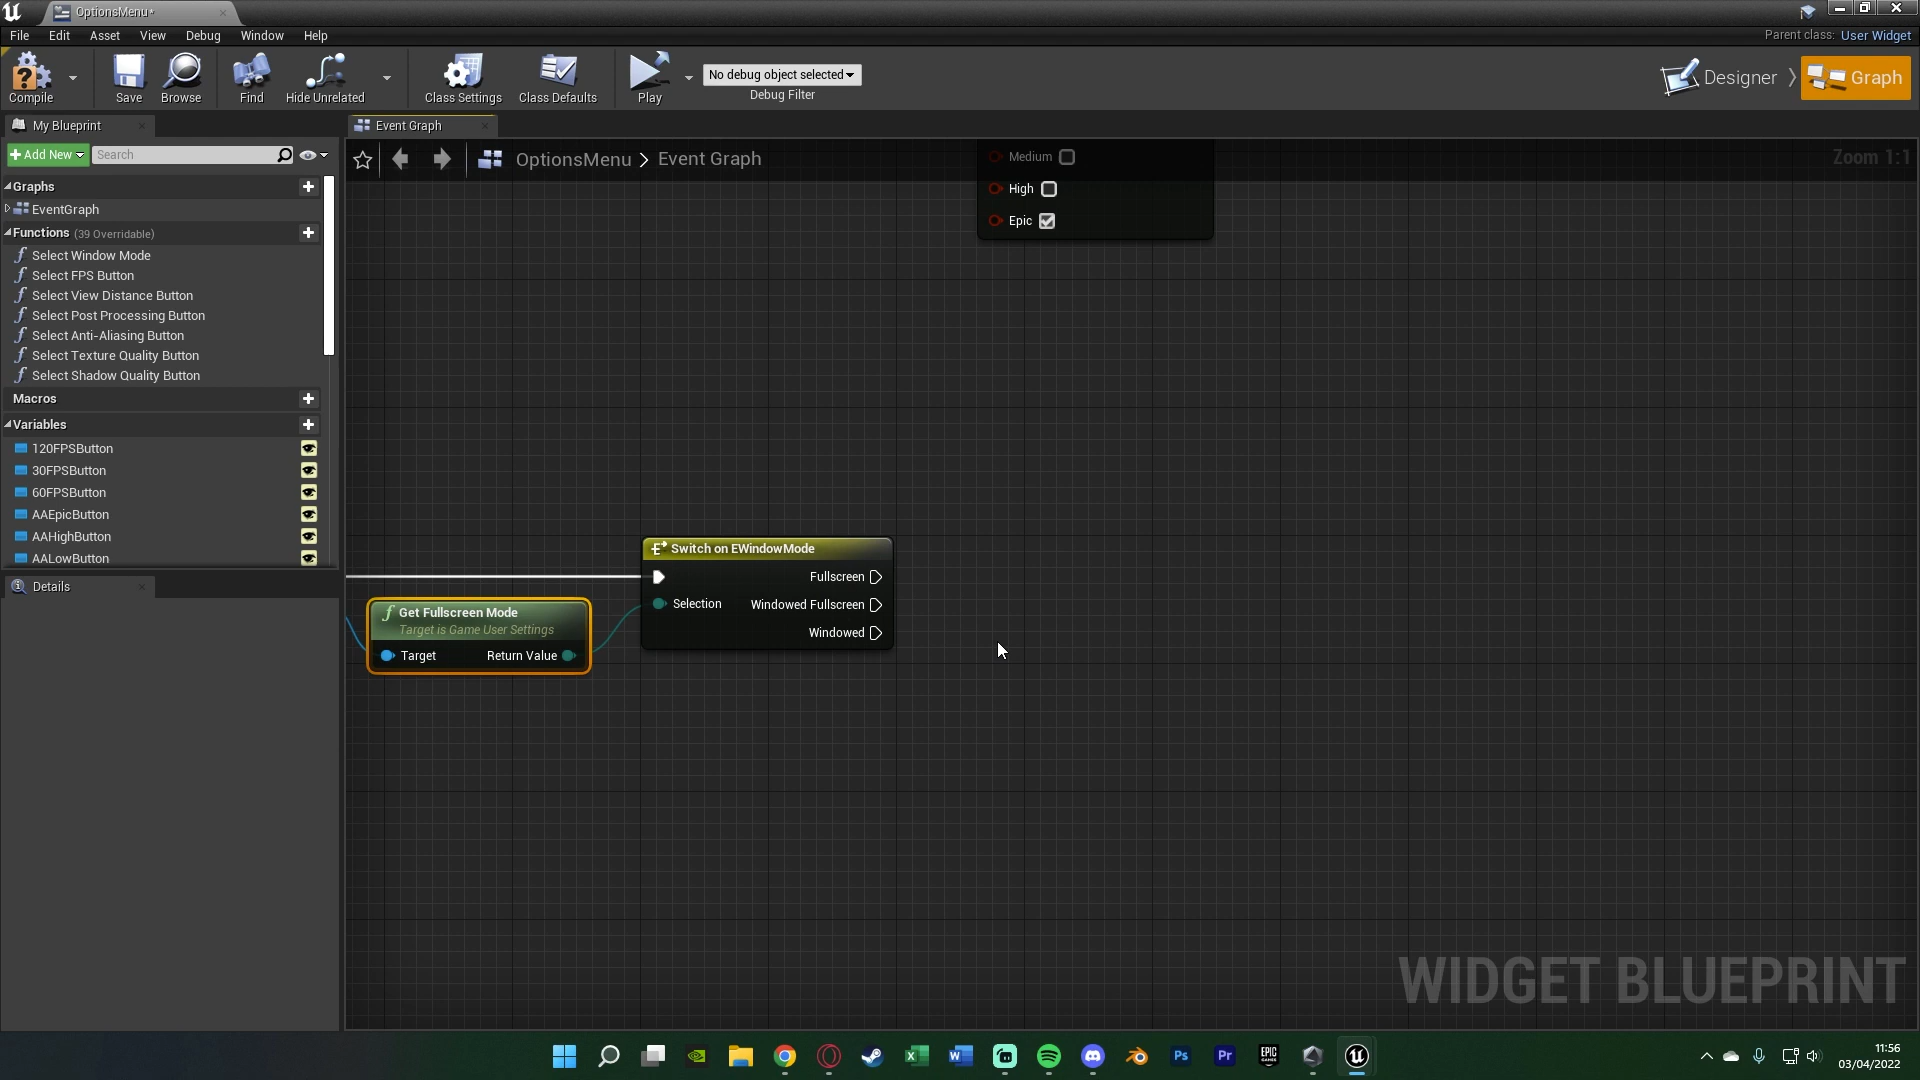 OptionsMenu*
File Edit Asset View Debug Window Help
Parent class: User Widget
Compile Save Browse Find Hide Unrelated Class Settings Class Defaults Play
No debug object selected
Debug Filter
Designer Graph
My Blueprint
Event Graph
Add New Search
OptionsMenu > Event Graph
Zoom 1:1
Graphs
EventGraph
Functions (39 Overridable)
Select Window Mode
Select FPS Button
Select View Distance Button
Select Post Processing Button
Select Anti-Aliasing Button
Select Texture Quality Button
Select Shadow Quality Button
Macros
Variables
120FPSButton
30FPSButton
60FPSButton
AAEpicButton
AAHighButton
AALowButton
Details
Medium
High
Epic
Switch on EWindowMode
Fullscreen
Selection Windowed Fullscreen
Windowed
Get Fullscreen Mode
Target is Game User Settings
Target Return Value
WIDGET BLUEPRINT
Ps
Pr
EPIC
GAMES
11:56
03/04/2022